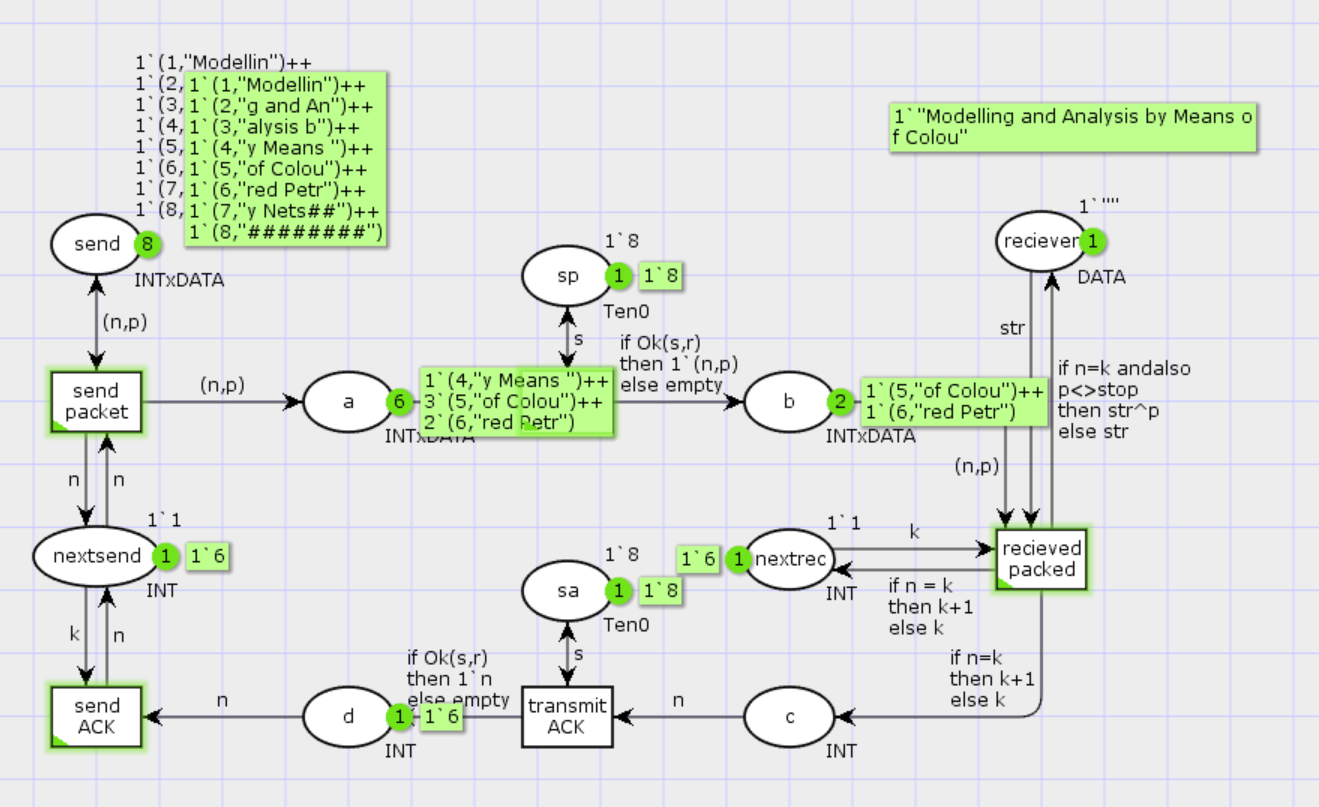 1`(1,"Modellin")++
1`(2,
1`(3,
1`(4,
1`(5,
1`(6,
1`(7,
1`(8,
1`(1,"Modellin")++
1`(2,"g and An")++
1`(3,"alysis b")++
1`(4,"y Means ")++
1`(5,"of Colou")++
1`(6,"red Petr")++
1`(7,"y Nets##")++
1`(8,"########")
1`"Modelling and Analysis by Means o
f Colou"
send
8
INTxDATA
1`8
sp
1
1`8
Ten0
1`""
reciever
1
DATA
(n,p)
s
if Ok(s,r)
then 1`(n,p)
else empty
str
if n=k andalso
p<>stop
then str^p
else str
send
packet
(n,p)
a
6
1`(4,"y Means ")++
3`(5,"of Colou")++
2`(6,"red Petr")
INTxDATA
b
2
1`(5,"of Colou")++
1`(6,"red Petr")
INTxDATA
(n,p)
n
n
1`1
nextsend
1
1`6
INT
1`8
sa
1
1`8
Ten0
1`6
1
nextrec
1`1
INT
k
if n = k
then k+1
else k
recieved
packed
k
n
s
if Ok(s,r)
then 1`n
else empty
if n=k
then k+1
else k
send
ACK
n
d
1
1`6
INT
transmit
ACK
n
c
INT